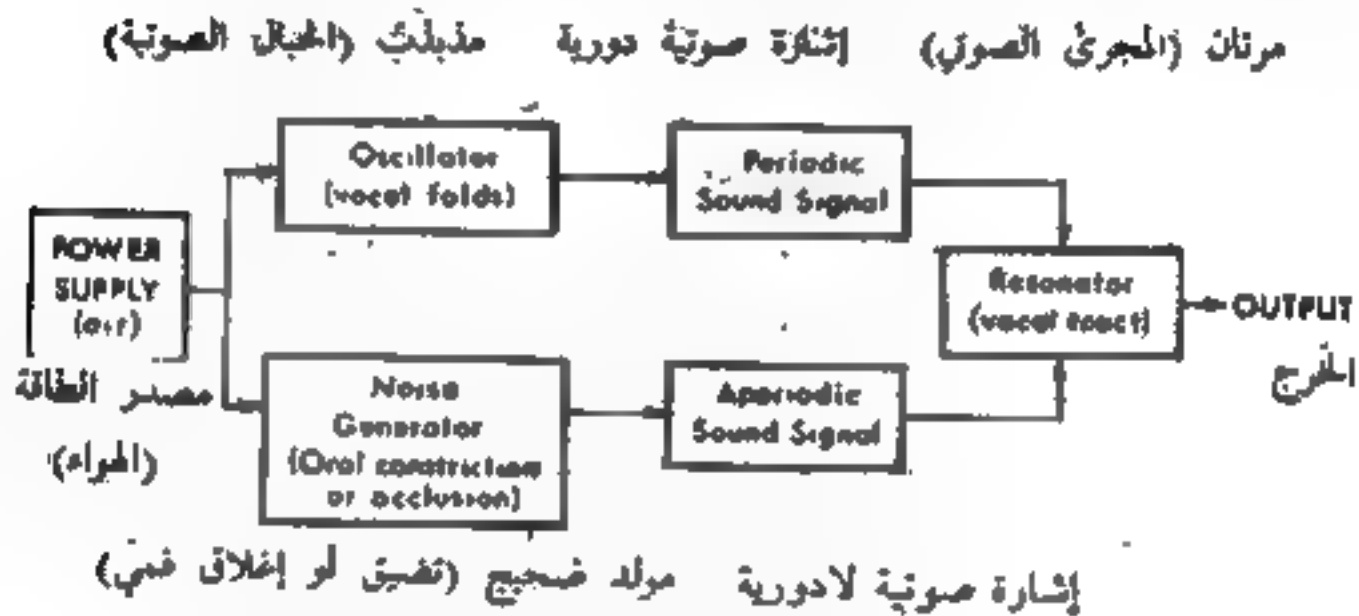 مرنان (المجرى الصوتي) إشارة صوتية دورية مذبذب (الحبال الصوتية)
Oscillator
(vocal folds)
Periodic
Sound Signal
POWER
SUPPLY
(air)
مصدر الطاقة
(الهواء)
Resonator
(vocal tract)
OUTPUT
المخرج
Noise
Generator
(Oral constriction
or occlusion)
Aperiodic
Sound Signal
إشارة صوتية لادورية مولد ضجيج (تضيق أو إغلاق فمي)